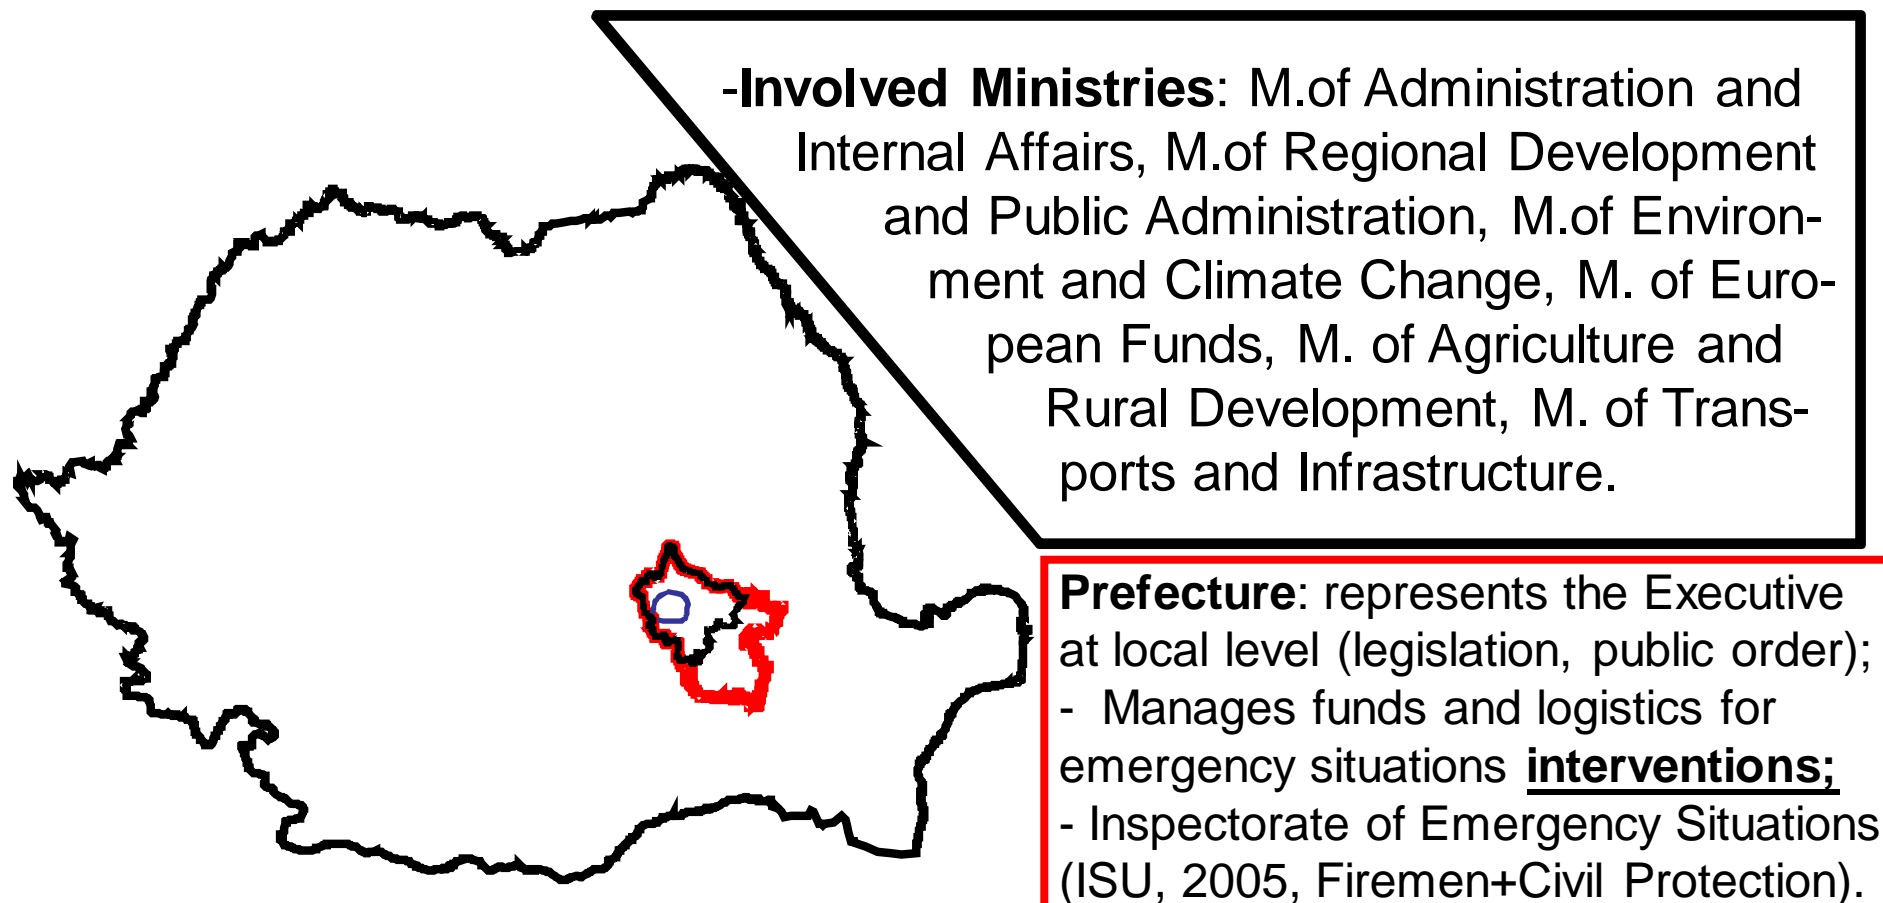 -Involved Ministries: M.of Administration and
Internal Affairs, M.of Regional Development
and Public Administration, M.of Environ-
ment and Climate Change, M. of Euro-
pean Funds, M. of Agriculture and
Rural Development, M. of Trans-
ports and Infrastructure.
Prefecture: represents the Executive
at local level (legislation, public order);
- Manages funds and logistics for
emergency situations interventions;
- Inspectorate of Emergency Situations
(ISU, 2005, Firemen+Civil Protection).